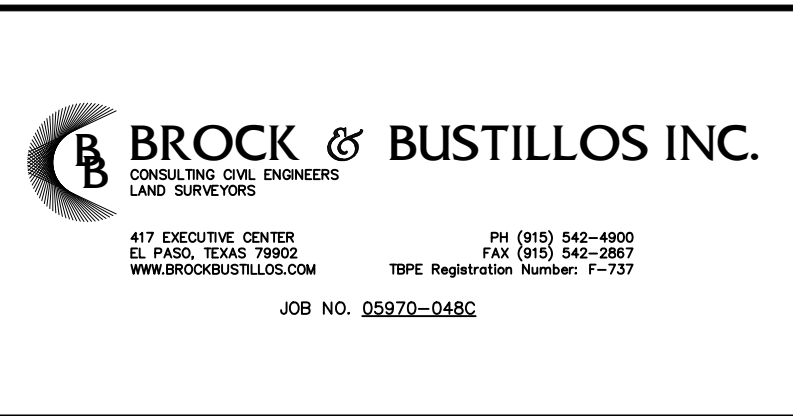 BB
BROCK & BUSTILLOS INC.
CONSULTING CIVIL ENGINEERS
LAND SURVEYORS
417 EXECUTIVE CENTER
EL PASO, TEXAS 79902
WWW.BROCKBUSTILLOS.COM
PH (915) 542-4900
FAX (915) 542-2867
TBPE Registration Number: F-737
JOB NO. 05970-048C